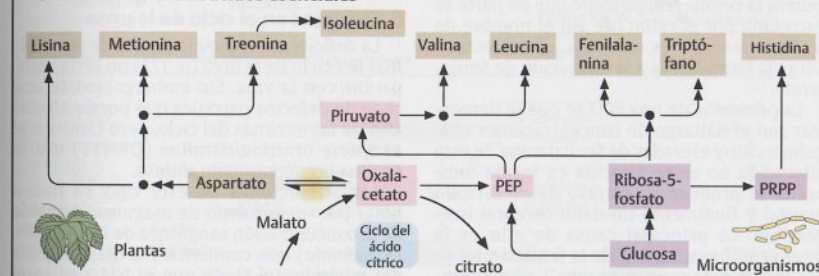 Isoleucina
Lisina
Metionina
Treonina
Valina
Leucina
Fenilala-
nina
Triptó-
fano
Histidina
Piruvato
Aspartato
Oxala-
cetato
PEP
Ribosa-5-
fosfato
PRPP
Malato
Ciclo del
ácido
cítrico
citrato
Glucosa
Plantas
Microorganismos